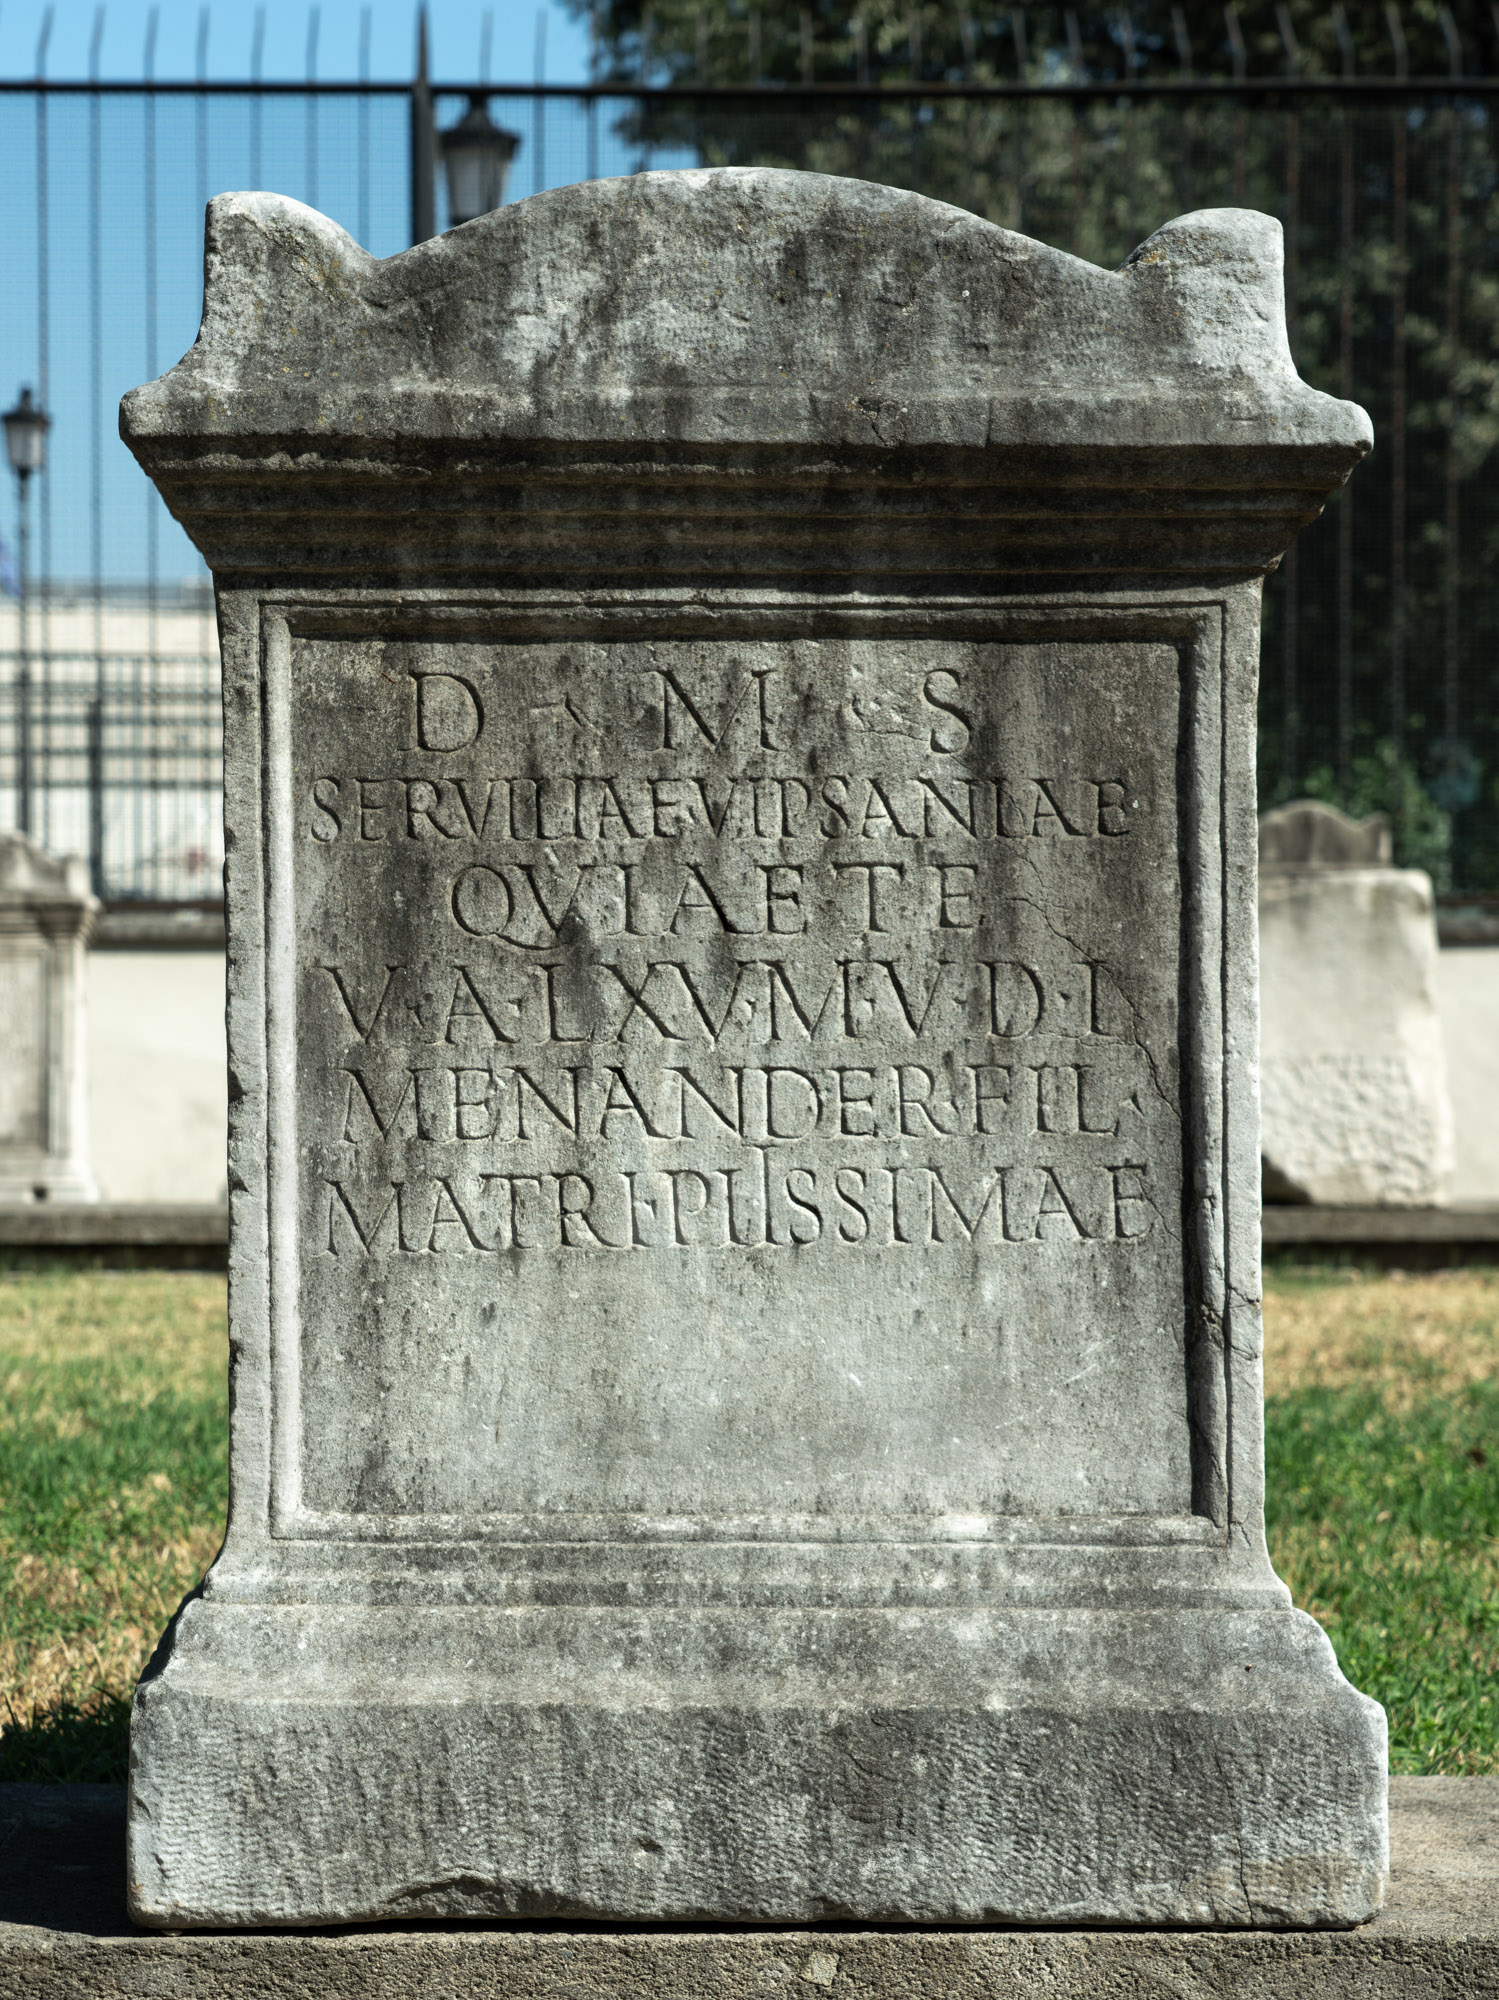 D · M · S
SERVILIAE·VIPSANIAE
QVIAETE
V·A·LXV·M·V·D·I
MENANDER·FIL·
MATRI·PIISSIMAE